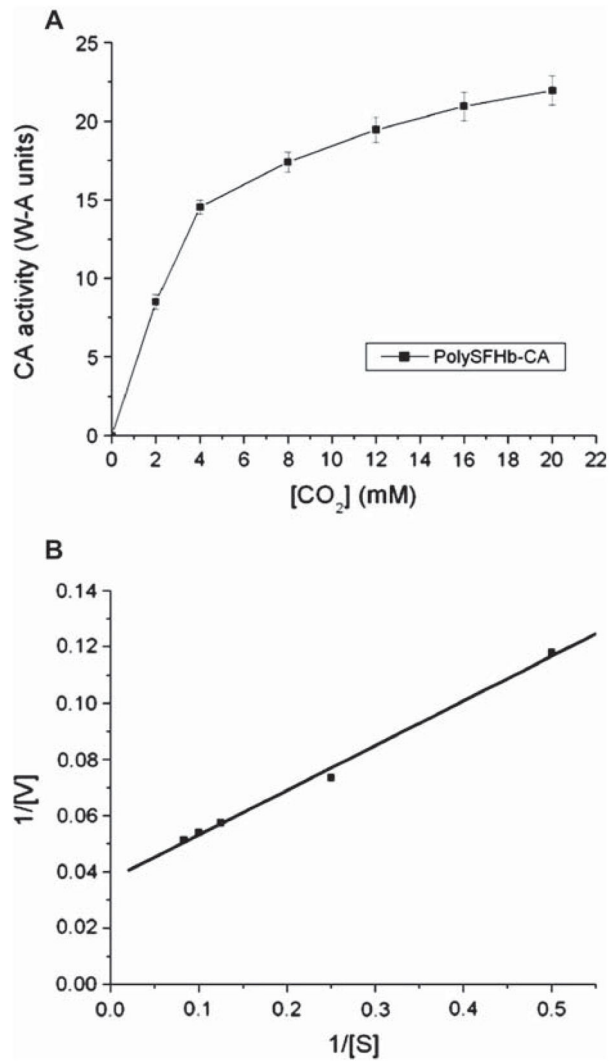 A
25
20
15
10
5
0
CA activity (W-A units)
PolySFHb-CA
0 2 4 6 8 10 12 14 16 18 20 22
[CO₂] (mM)
B
0.14
0.12
0.10
0.08
0.06
0.04
0.02
0.00
1/[V]
0.0 0.1 0.2 0.3 0.4 0.5
1/[S]